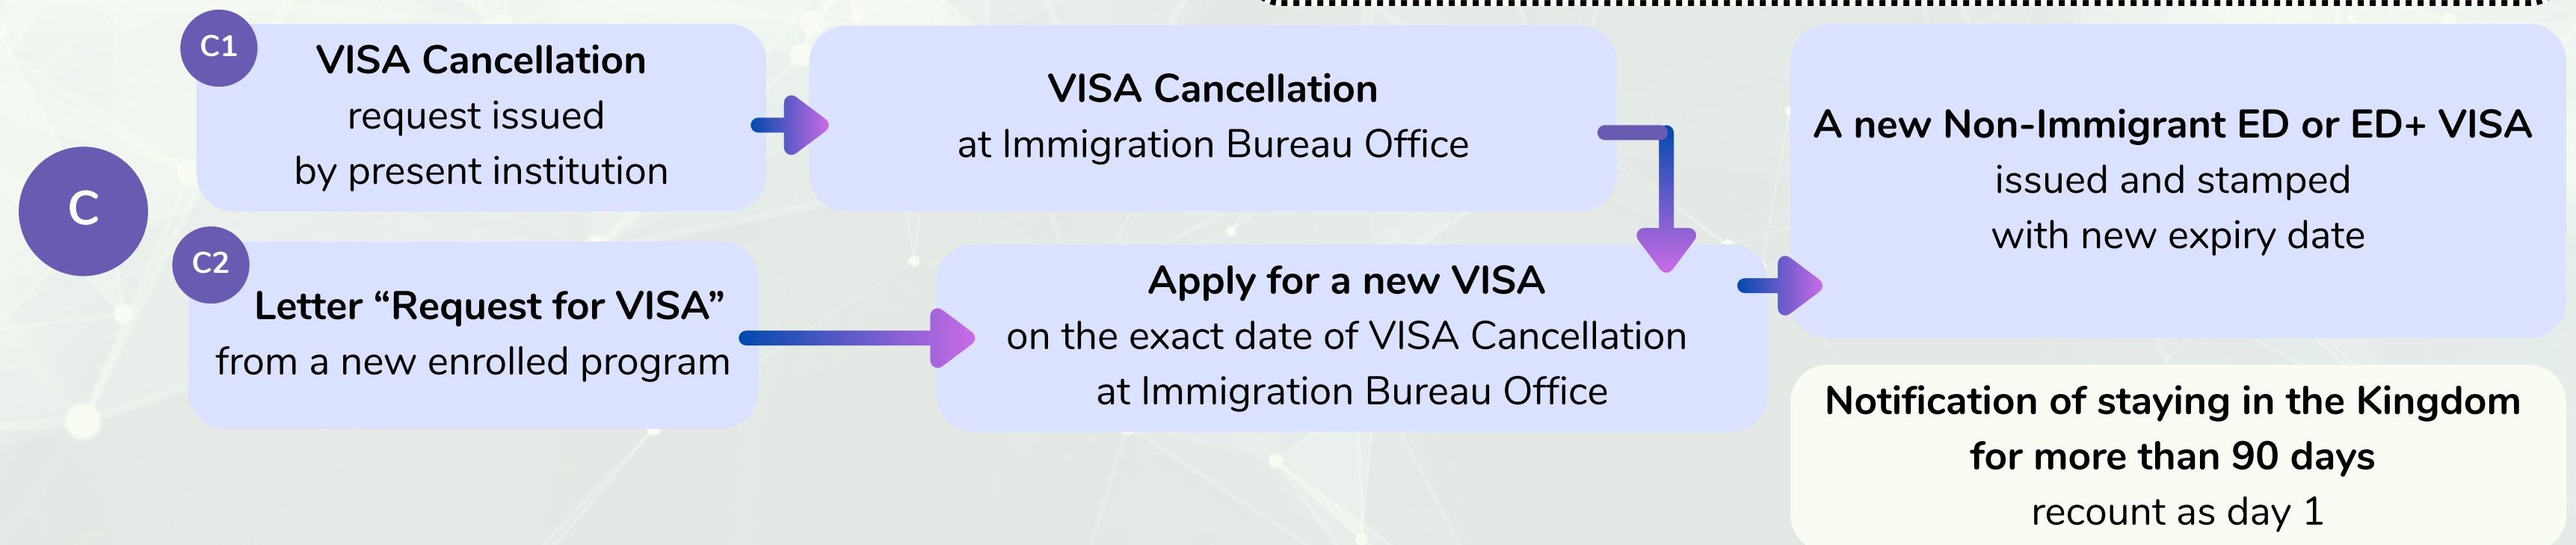 C
C1
VISA Cancellation
request issued
by present institution
VISA Cancellation
at Immigration Bureau Office
C2
Letter “Request for VISA”
from a new enrolled program
Apply for a new VISA
on the exact date of VISA Cancellation
at Immigration Bureau Office
A new Non-Immigrant ED or ED+ VISA
issued and stamped
with new expiry date
Notification of staying in the Kingdom
for more than 90 days
recount as day 1